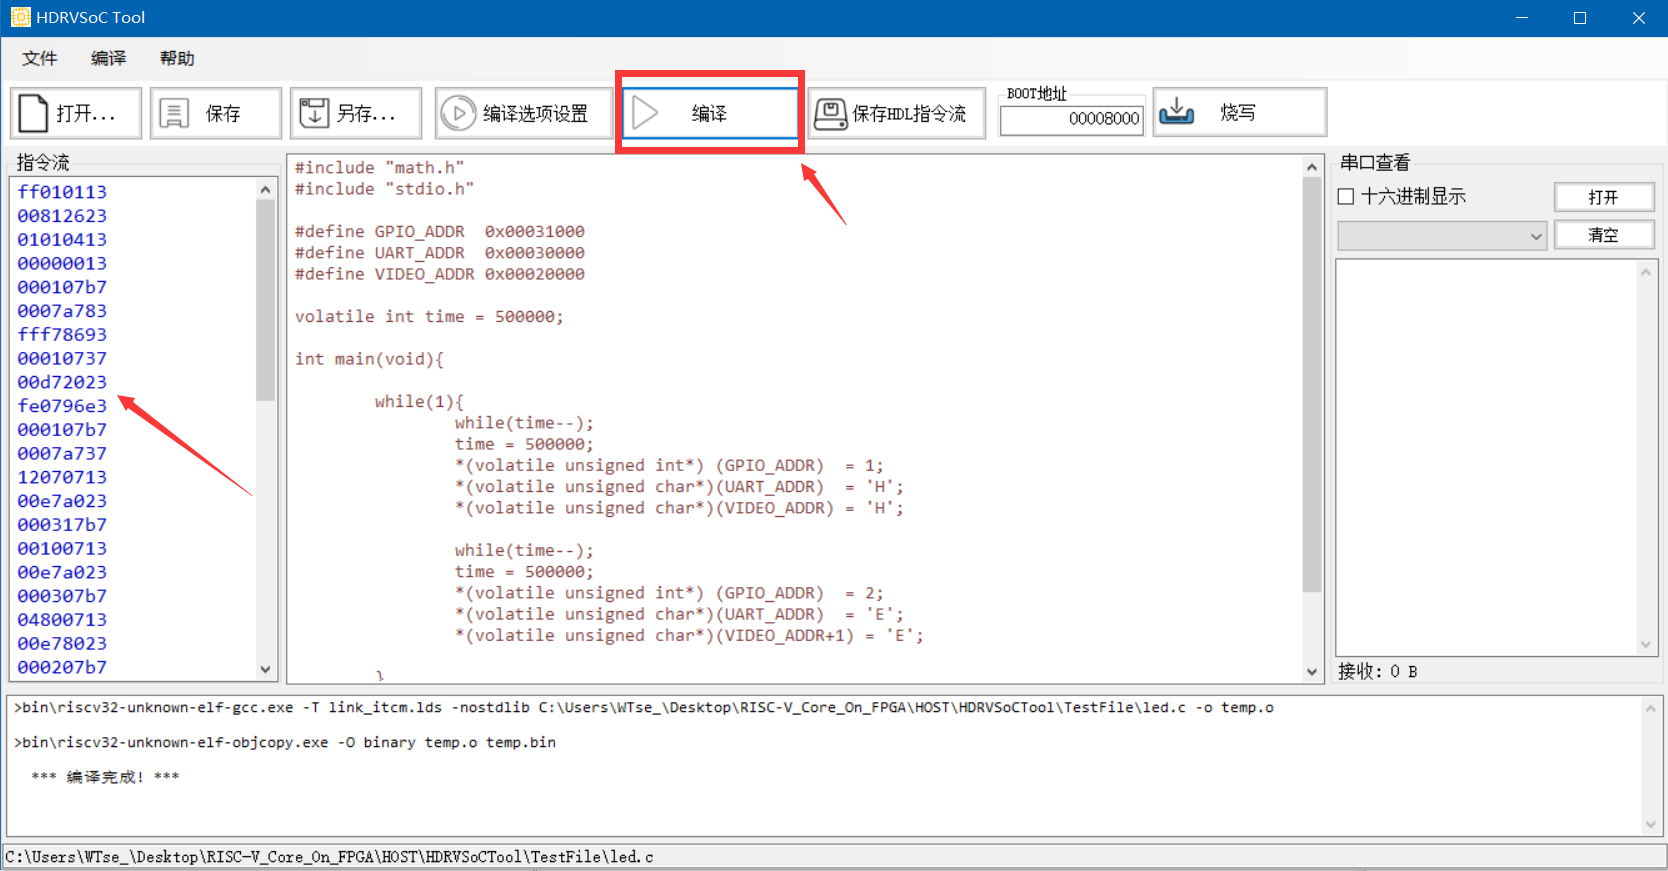 HDRVSoC Tool
文件 编译 帮助
打开... 保存 另存... 编译选项设置 编译 保存HDL指令流 BOOT地址 00008000 烧写
指令流
ff010113
00812623
01010413
00000013
000107b7
0007a783
fff78693
00010737
00d72023
fe0796e3
000107b7
0007a737
12070713
00e7a023
000317b7
00100713
00e7a023
000307b7
04800713
00e78023
000207b7
#include "math.h"
#include "stdio.h"
#define GPIO_ADDR  0x00031000
#define UART_ADDR  0x00030000
#define VIDEO_ADDR 0x00020000
volatile int time = 500000;
int main(void){
while(1){
while(time--);
time = 500000;
*(volatile unsigned int*) (GPIO_ADDR)  = 1;
*(volatile unsigned char*)(UART_ADDR)  = 'H';
*(volatile unsigned char*)(VIDEO_ADDR) = 'H';
while(time--);
time = 500000;
*(volatile unsigned int*) (GPIO_ADDR)  = 2;
*(volatile unsigned char*)(UART_ADDR)  = 'E';
*(volatile unsigned char*)(VIDEO_ADDR+1) = 'E';
}
串口查看
十六进制显示 打开
清空
接收: 0 B
>bin\riscv32-unknown-elf-gcc.exe -T link_itcm.lds -nostdlib C:\Users\WTse_\Desktop\RISC-V_Core_On_FPGA\HOST\HDRVSoCTool\TestFile\led.c -o temp.o
>bin\riscv32-unknown-elf-objcopy.exe -O binary temp.o temp.bin
*** 编译完成! ***
C:\Users\WTse_\Desktop\RISC-V_Core_On_FPGA\HOST\HDRVSoCTool\TestFile\led.c